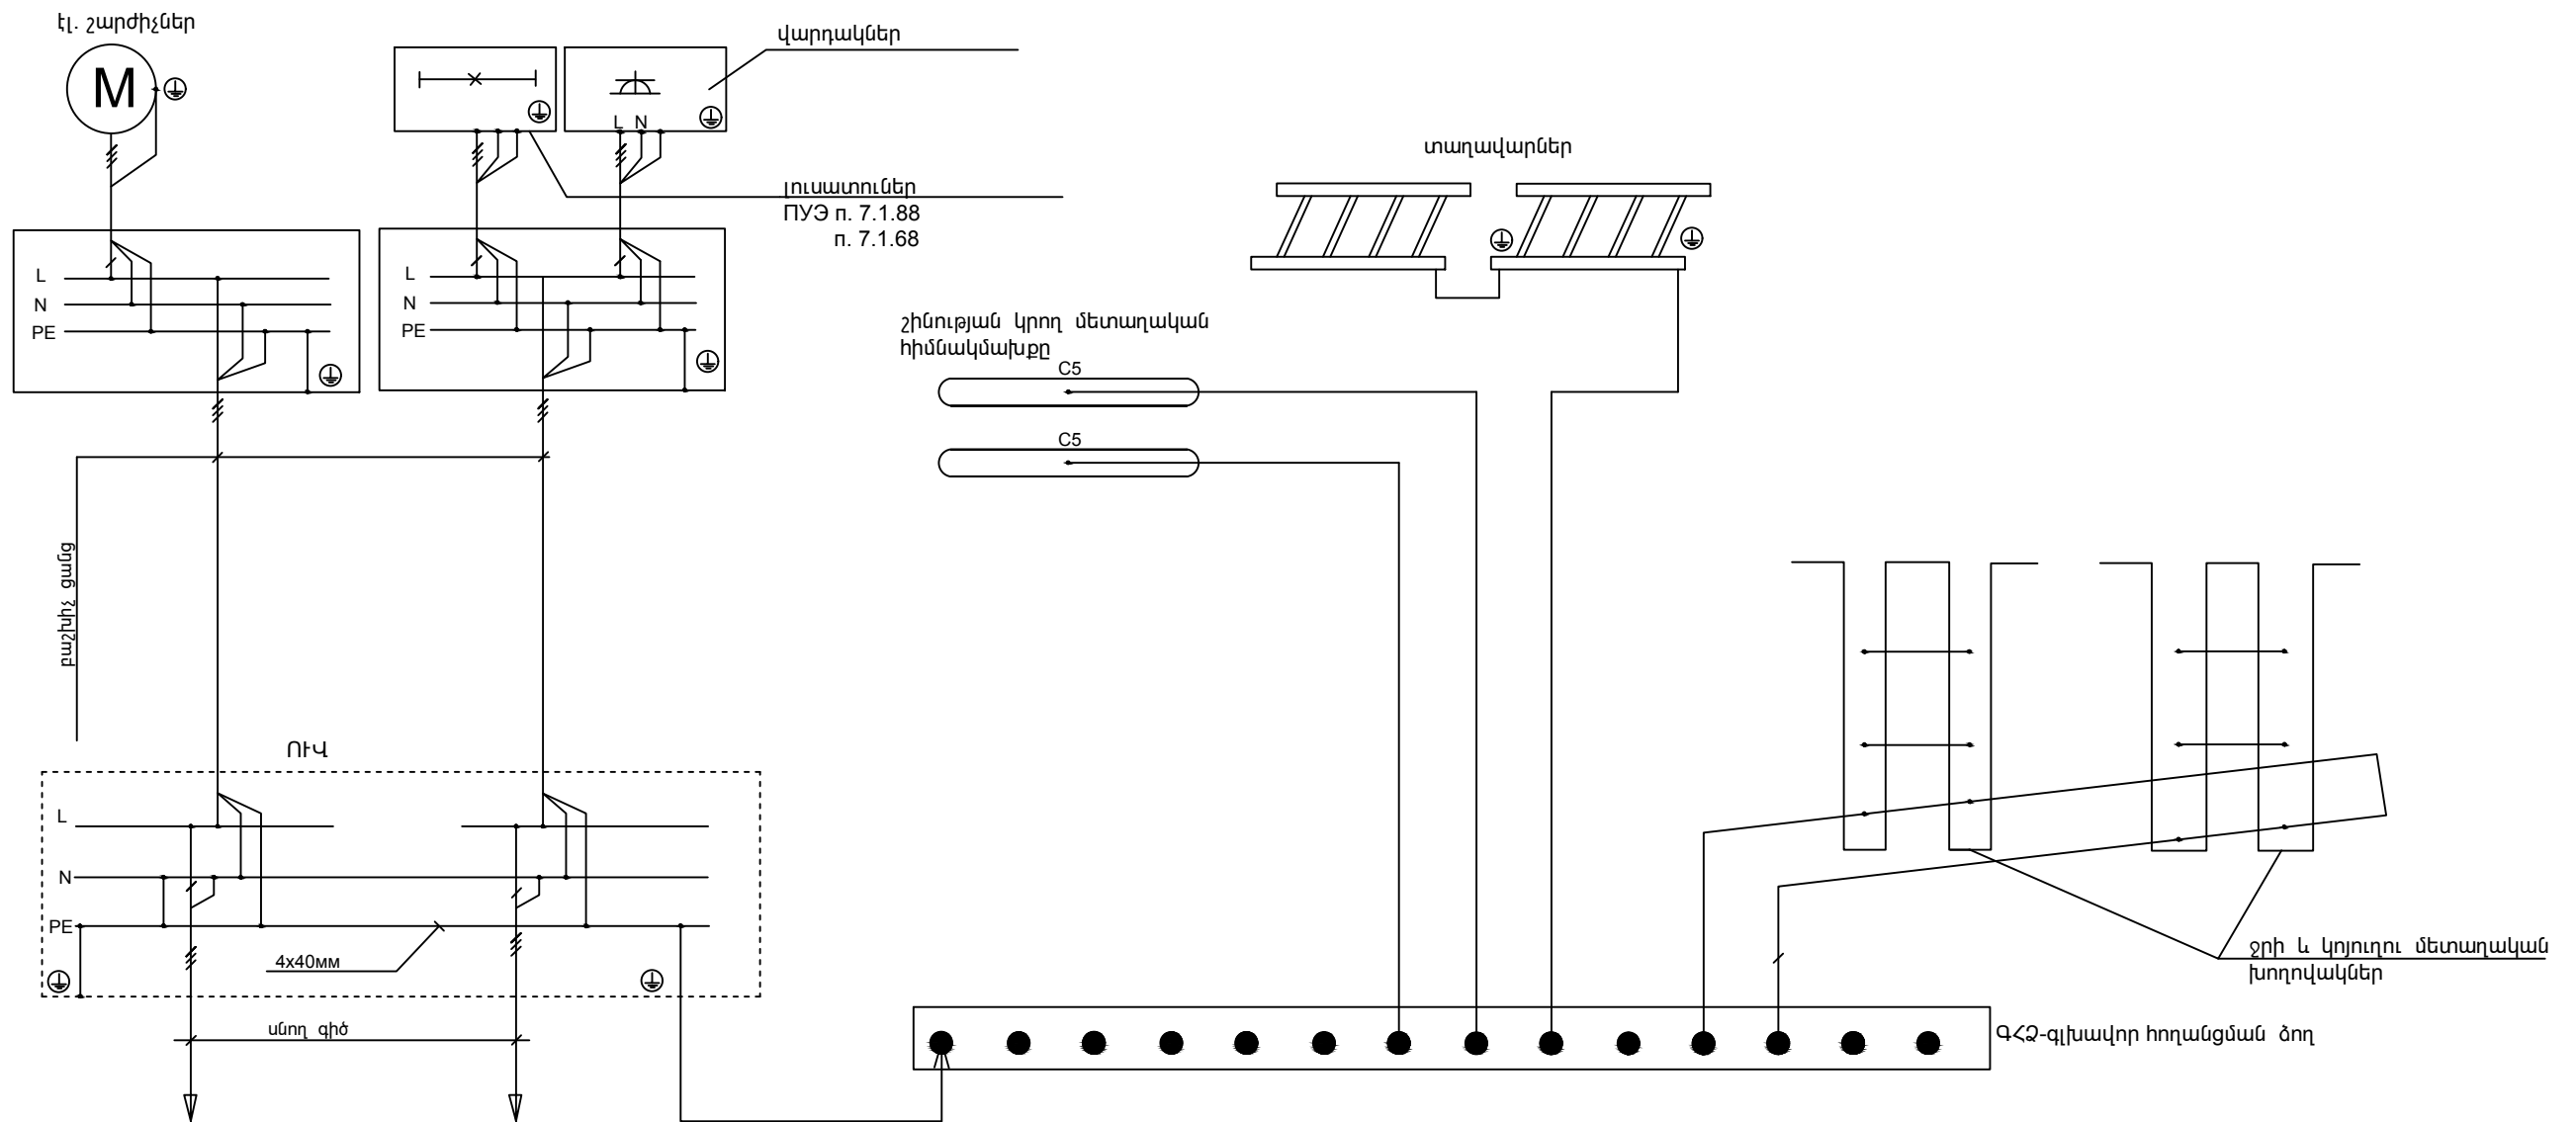 էլ. շարժիչներ
M
վարդակներ
L N
լուսատուներ
ПУЭ п. 7.1.88
п. 7.1.68
տաղավարներ
L
N
PE
L
N
PE
շինության կրող մետաղական
հիմնակմախքը
C5
C5
բաշխիչ ցանց
ՈՒՎ
L
N
PE
4x40мм
սնող գիծ
ջրի և կոյուղու մետաղական
խողովակներ
ԳՀՁ-գլխավոր հողանցման ձող